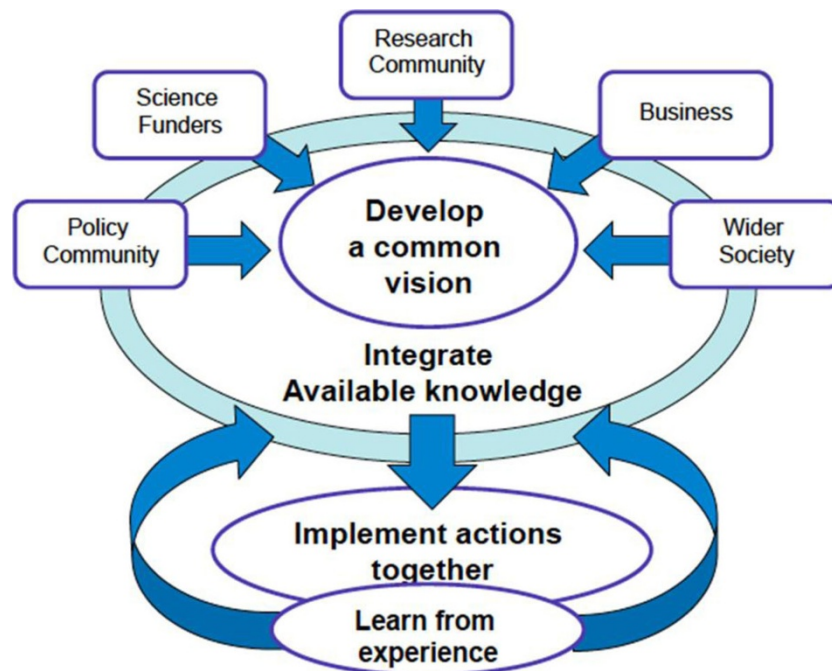 Research
Community
Science
Funders
Business
Policy
Community
Develop
a common
vision
Wider
Society
Integrate
Available knowledge
Implement actions
together
Learn from
experience